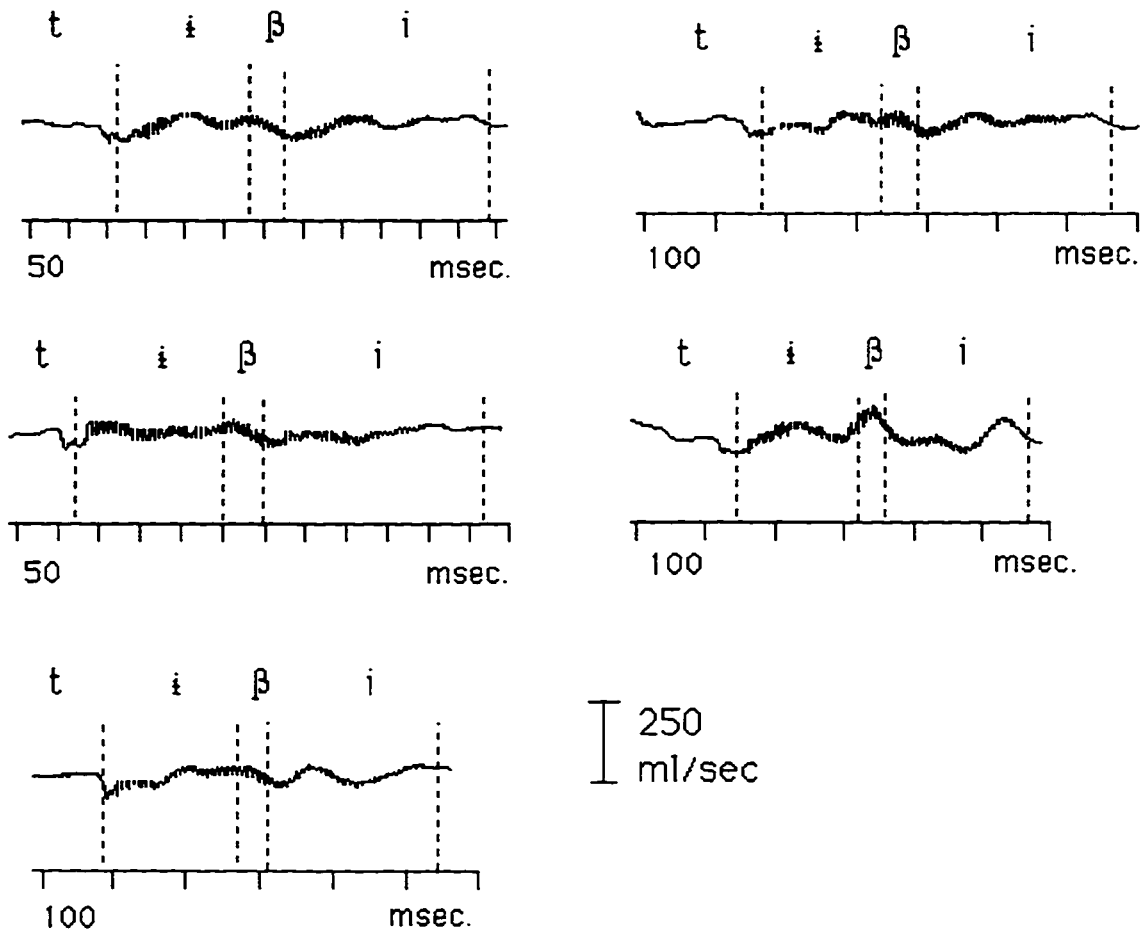 t ɨ β i
50 msec.
t ɨ β i
100 msec.
t ɨ β i
50 msec.
t ɨ β i
100 msec.
t ɨ β i
100 msec.
250
ml/sec